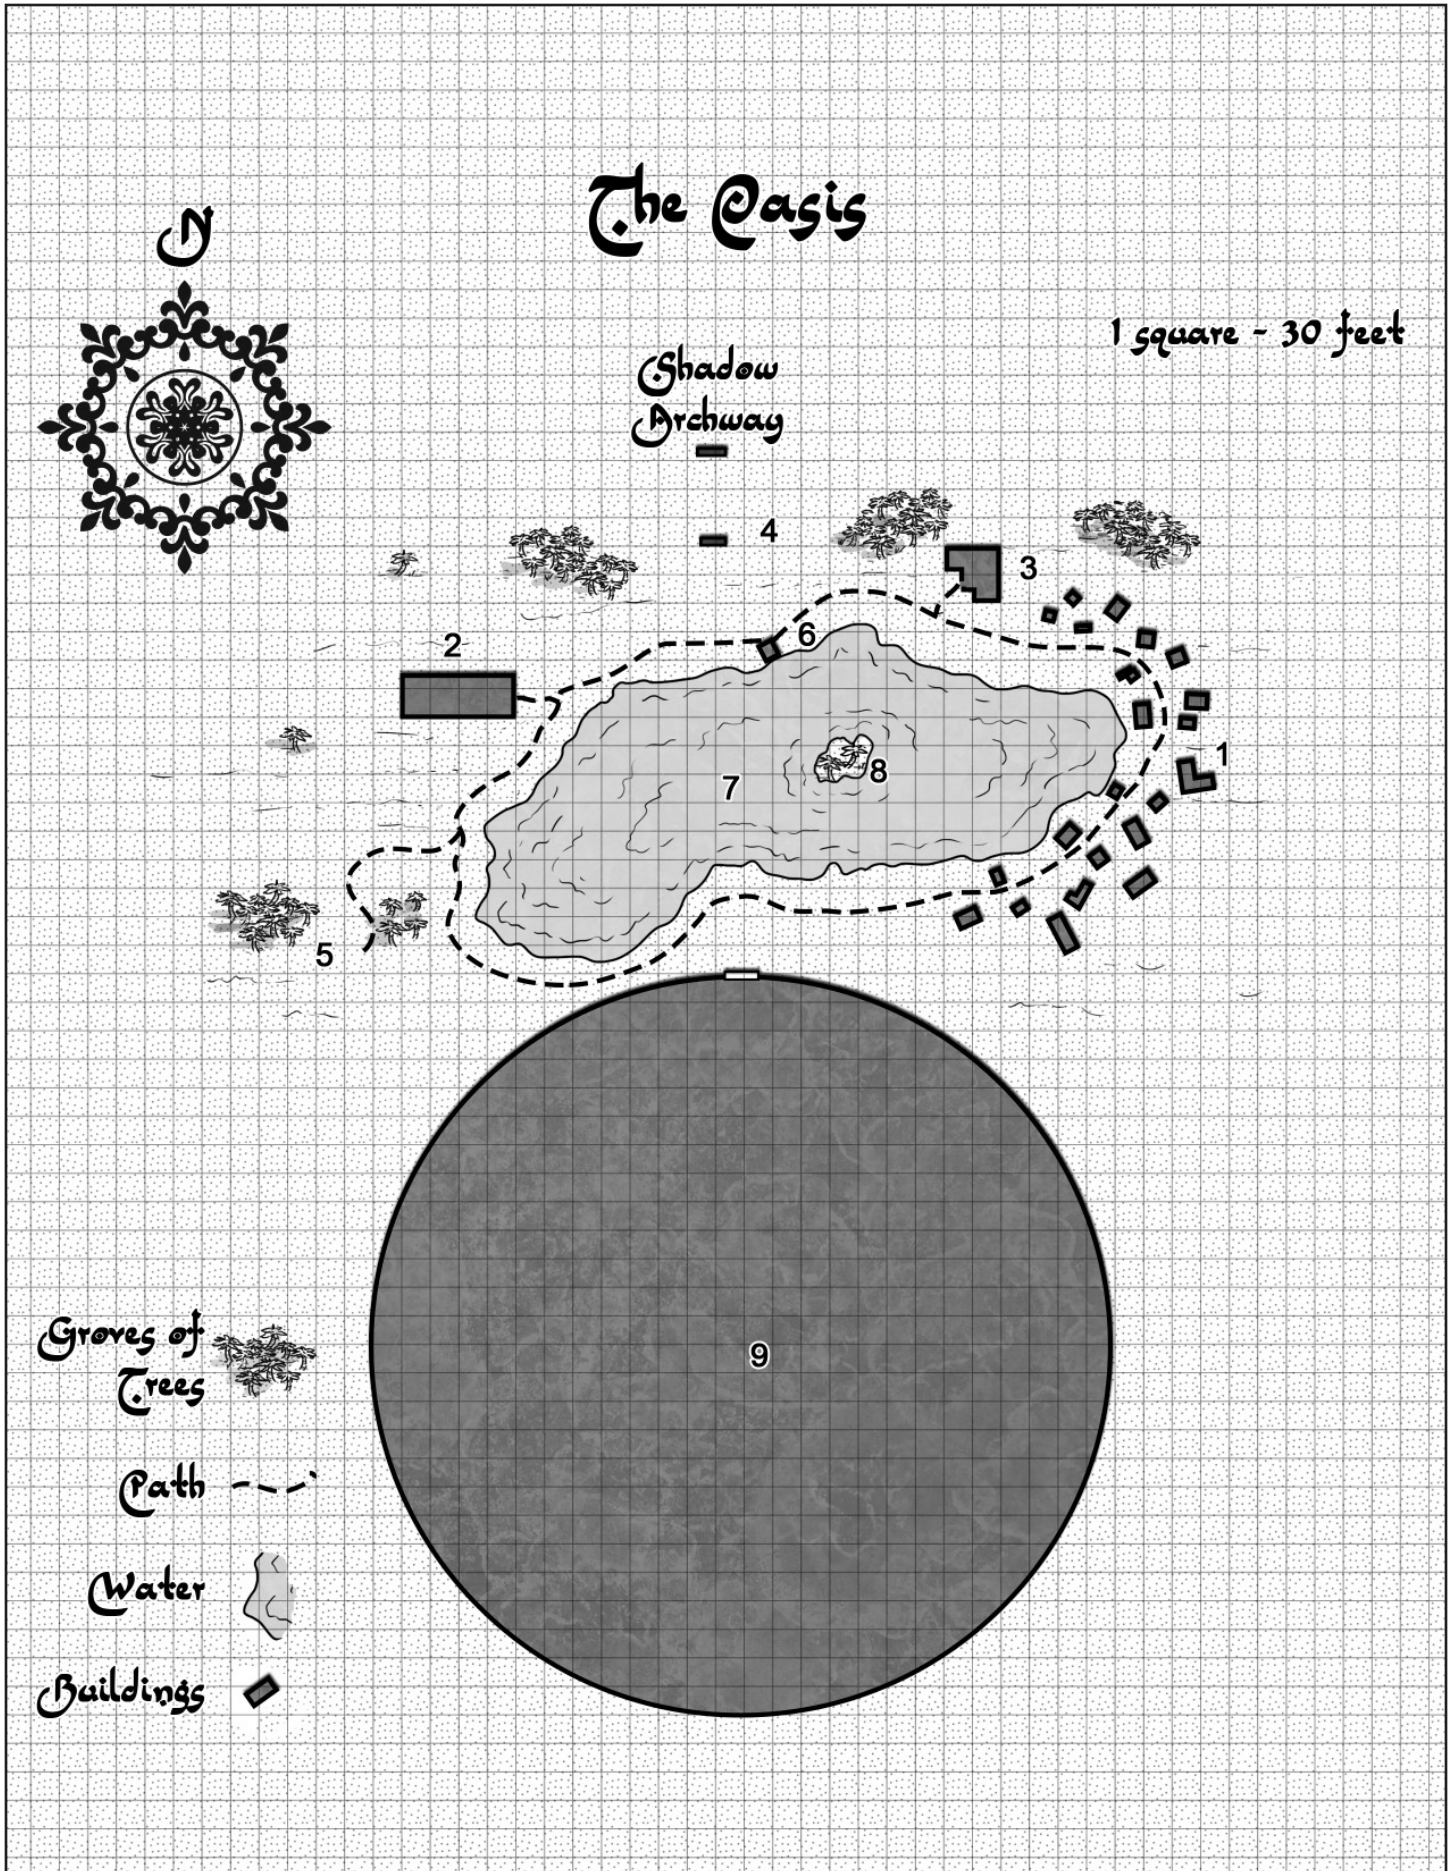 The Oasis
N
1 square - 30 feet
Shadow
Archway
4
3
6
2
1
8
7
5
9
Groves of
Trees
Path
Water
Buildings